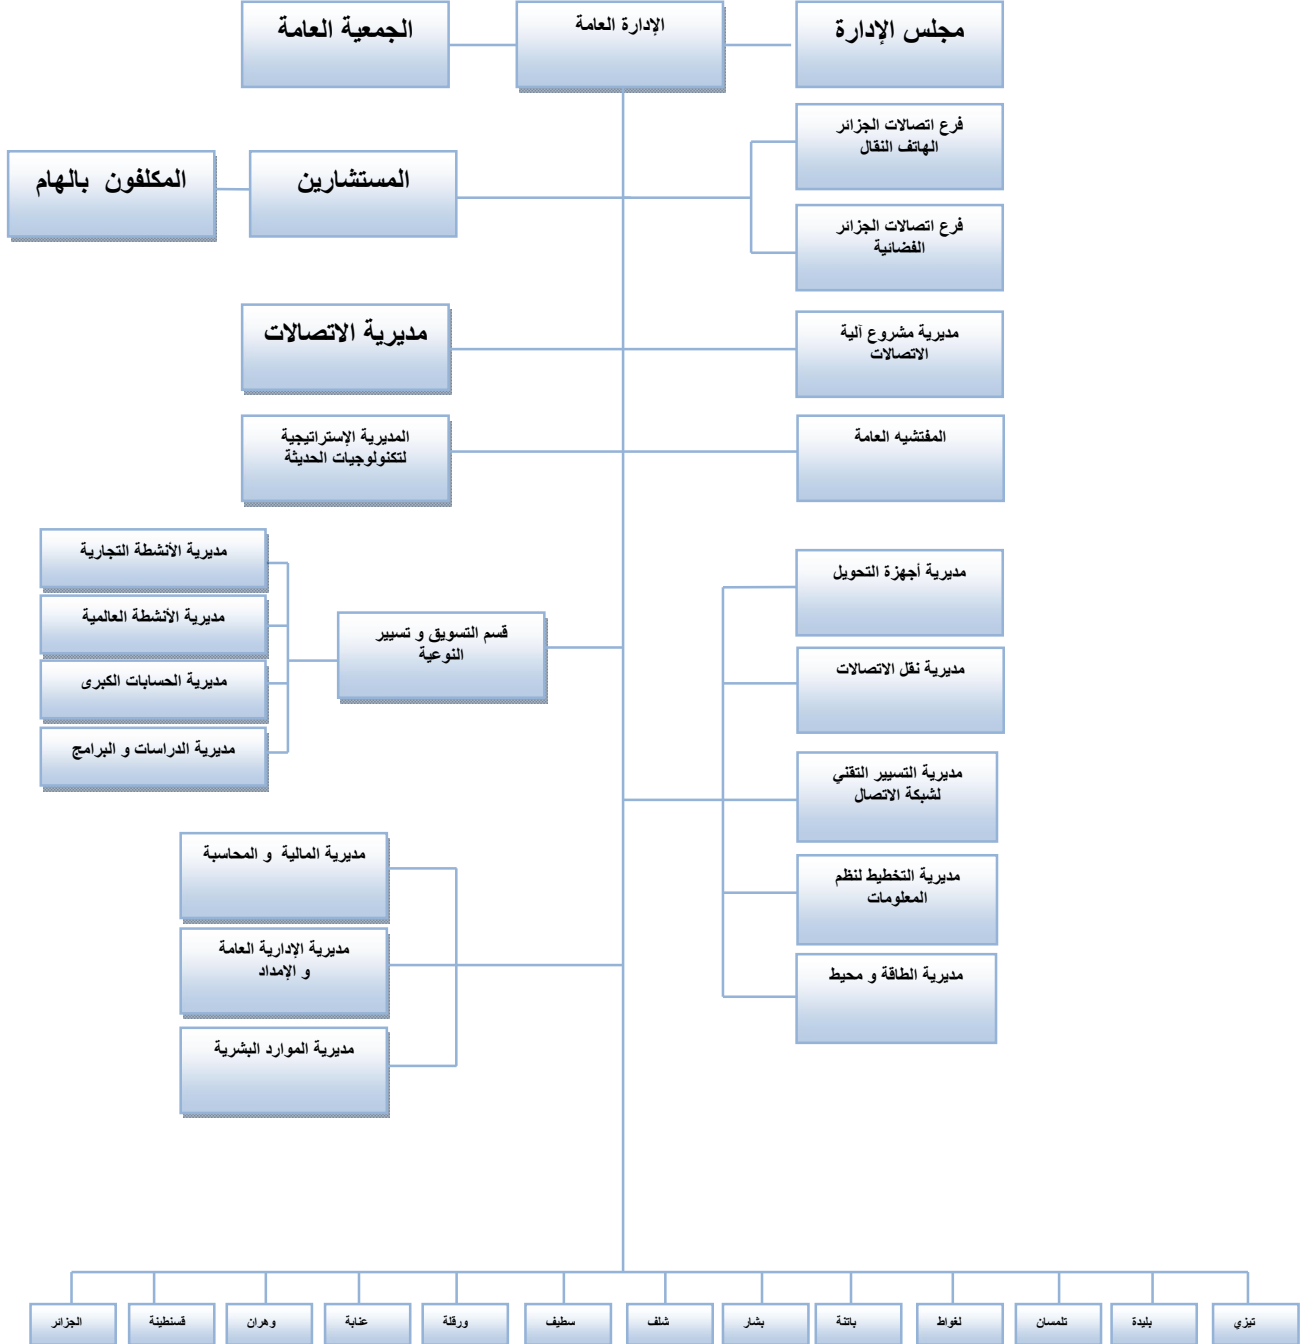 مجلس الإدارة
الإدارة العامة
الجمعية العامة
فرع اتصالات الجزائر
الهاتف النقال
المستشارين
المكلفون بالهام
فرع اتصالات الجزائر
الفضائية
مديرية مشروع آلية
الاتصالات
مديرية الاتصالات
المفتشيه العامة
المديرية الإستراتيجية
لتكنولوجيات الحديثة
مديرية أجهزة التحويل
مديرية نقل الاتصالات
مديرية التسيير التقني
لشبكة الاتصال
مديرية التخطيط لنظم
المعلومات
مديرية الطاقة و محيط
قسم التسويق و تسيير
النوعية
مديرية الأنشطة التجارية
مديرية الأنشطة العالمية
مديرية الحسابات الكبرى
مديرية الدراسات و البرامج
مديرية المالية و المحاسبة
مديرية الإدارية العامة
و الإمداد
مديرية الموارد البشرية
تيزي
بليدة
تلمسان
لغواط
باتنة
بشار
شلف
سطيف
ورقلة
عنابة
وهران
قسنطينة
الجزائر